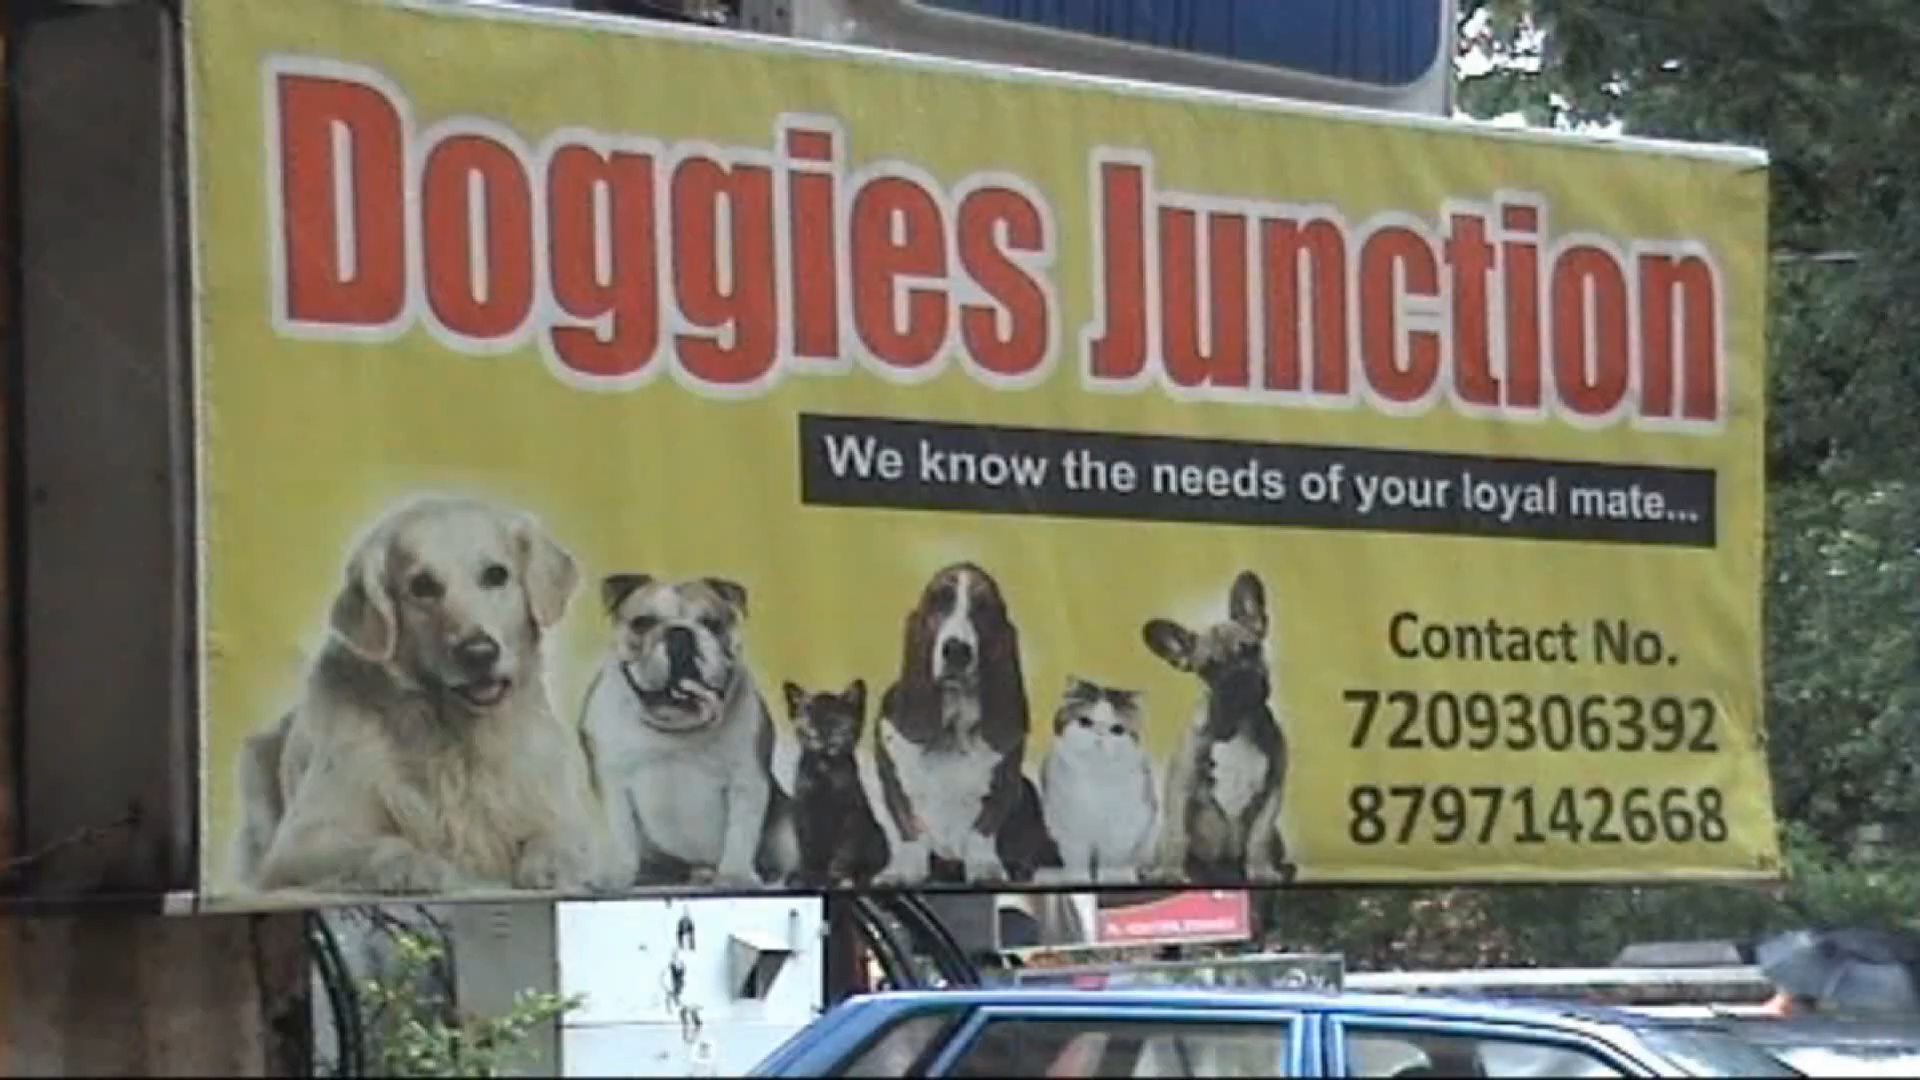 Doggies Junction
We know the needs of your loyal mate...
Contact No.
7209306392
8797142668